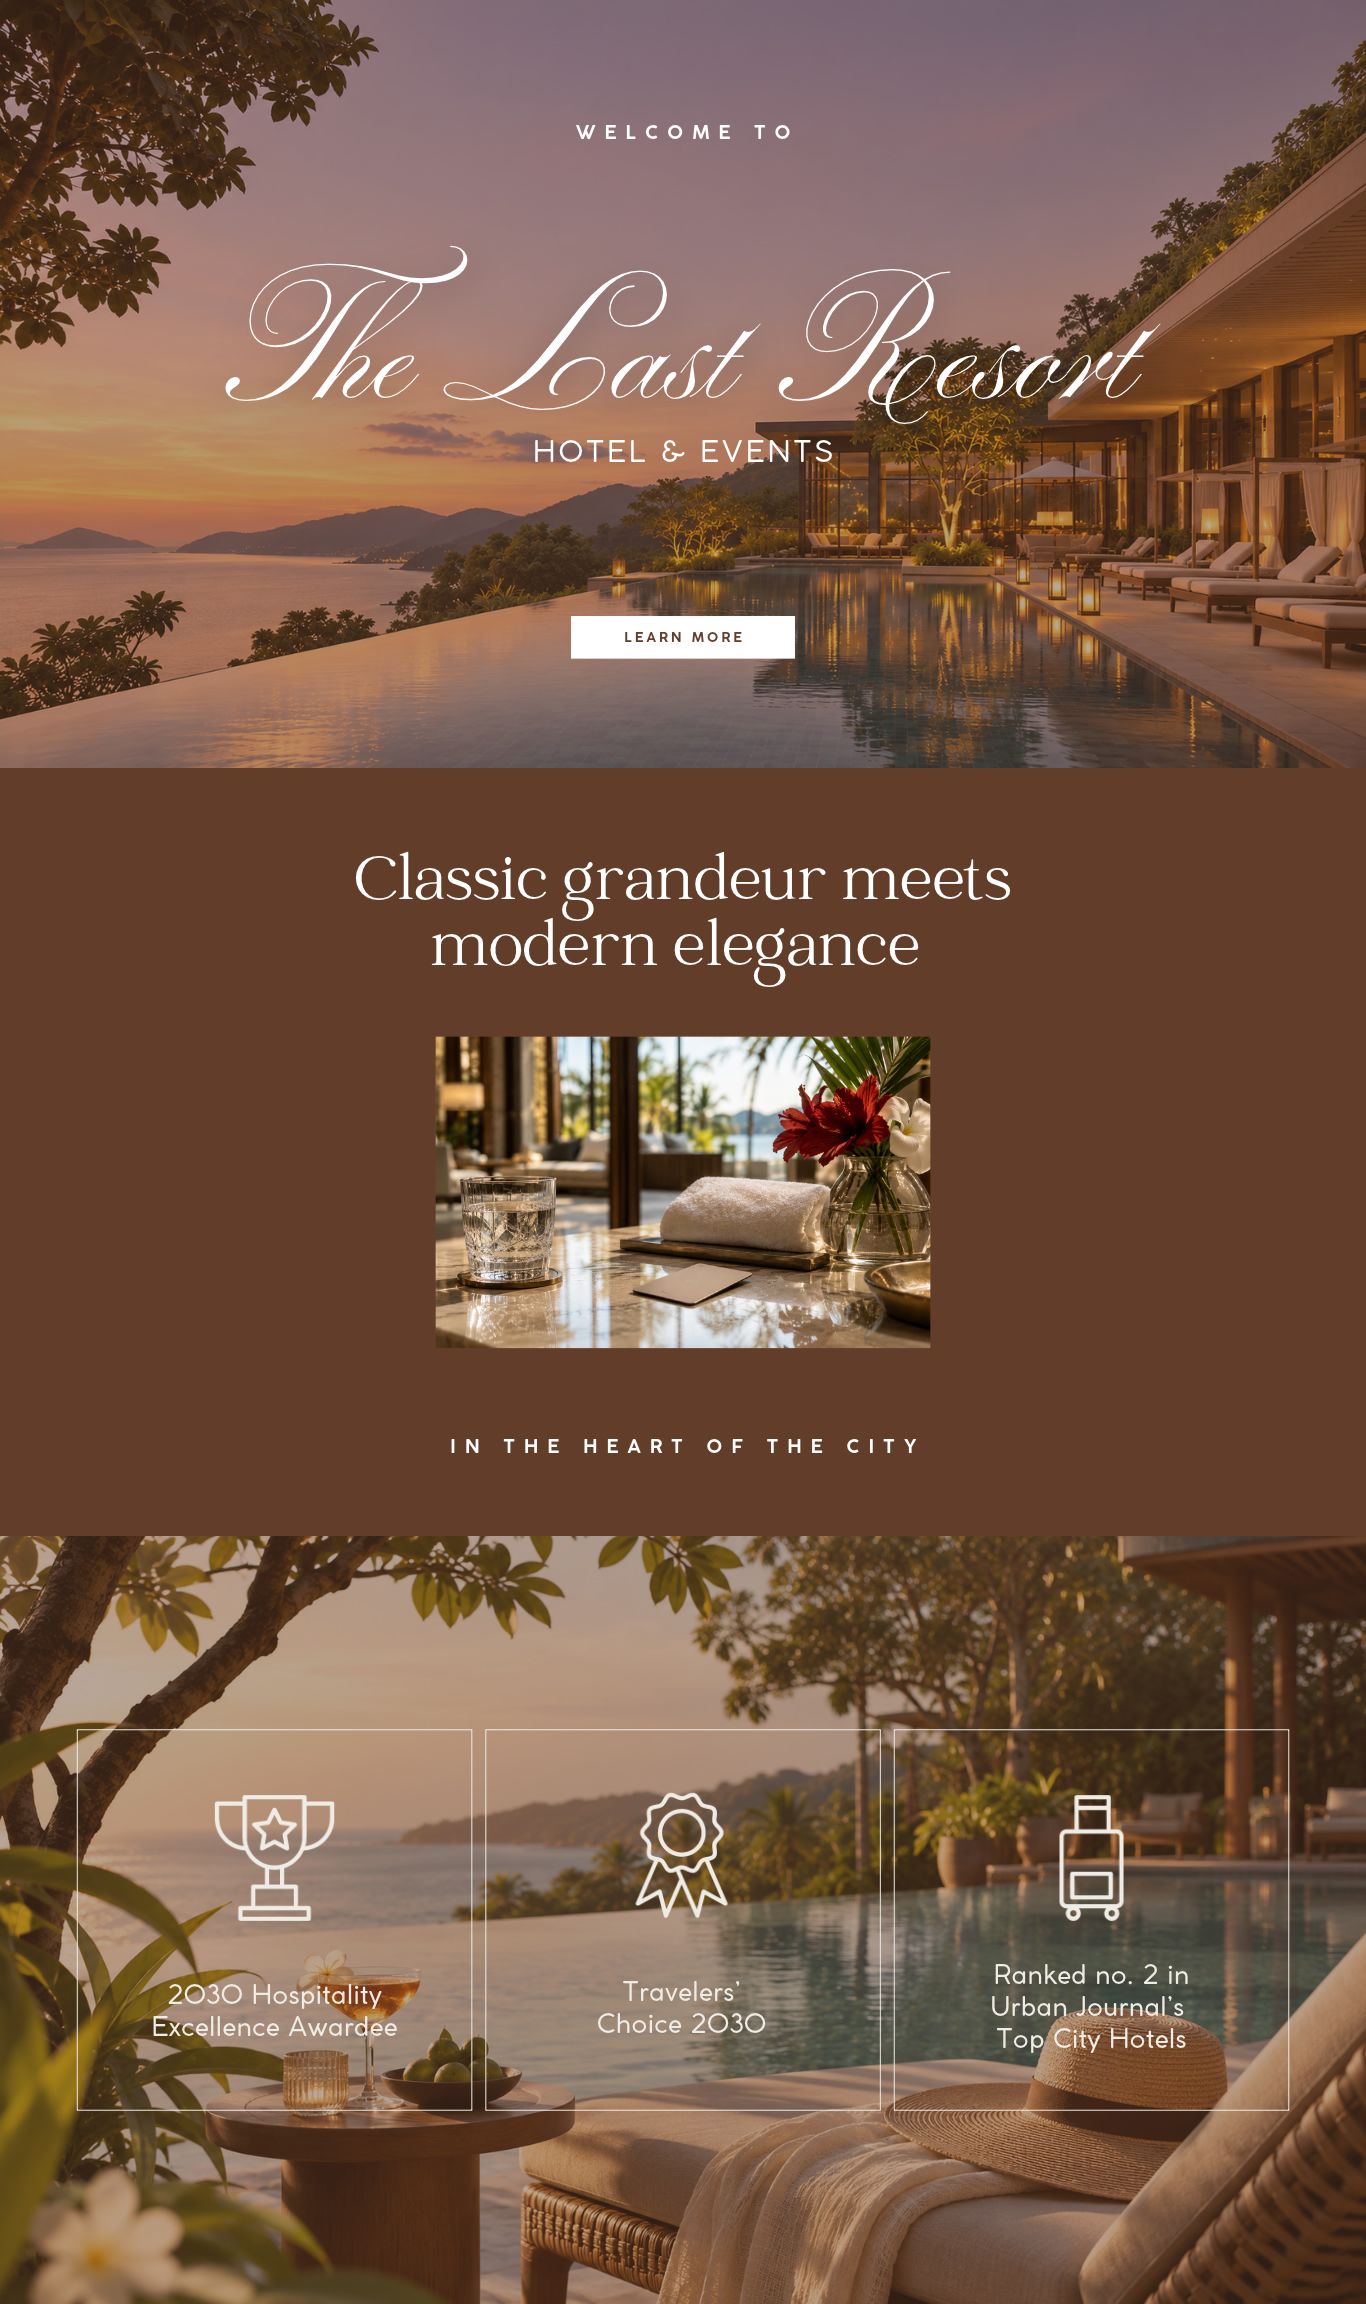 WELCOME TO
The Last Resort
HOTEL & EVENTS
LEARN MORE
Classic grandeur meets
modern elegance
IN THE HEART OF THE CITY
2030 Hospitality
Excellence Awardee
Travelers'
Choice 2030
Ranked no. 2 in
Urban Journal's
Top City Hotels